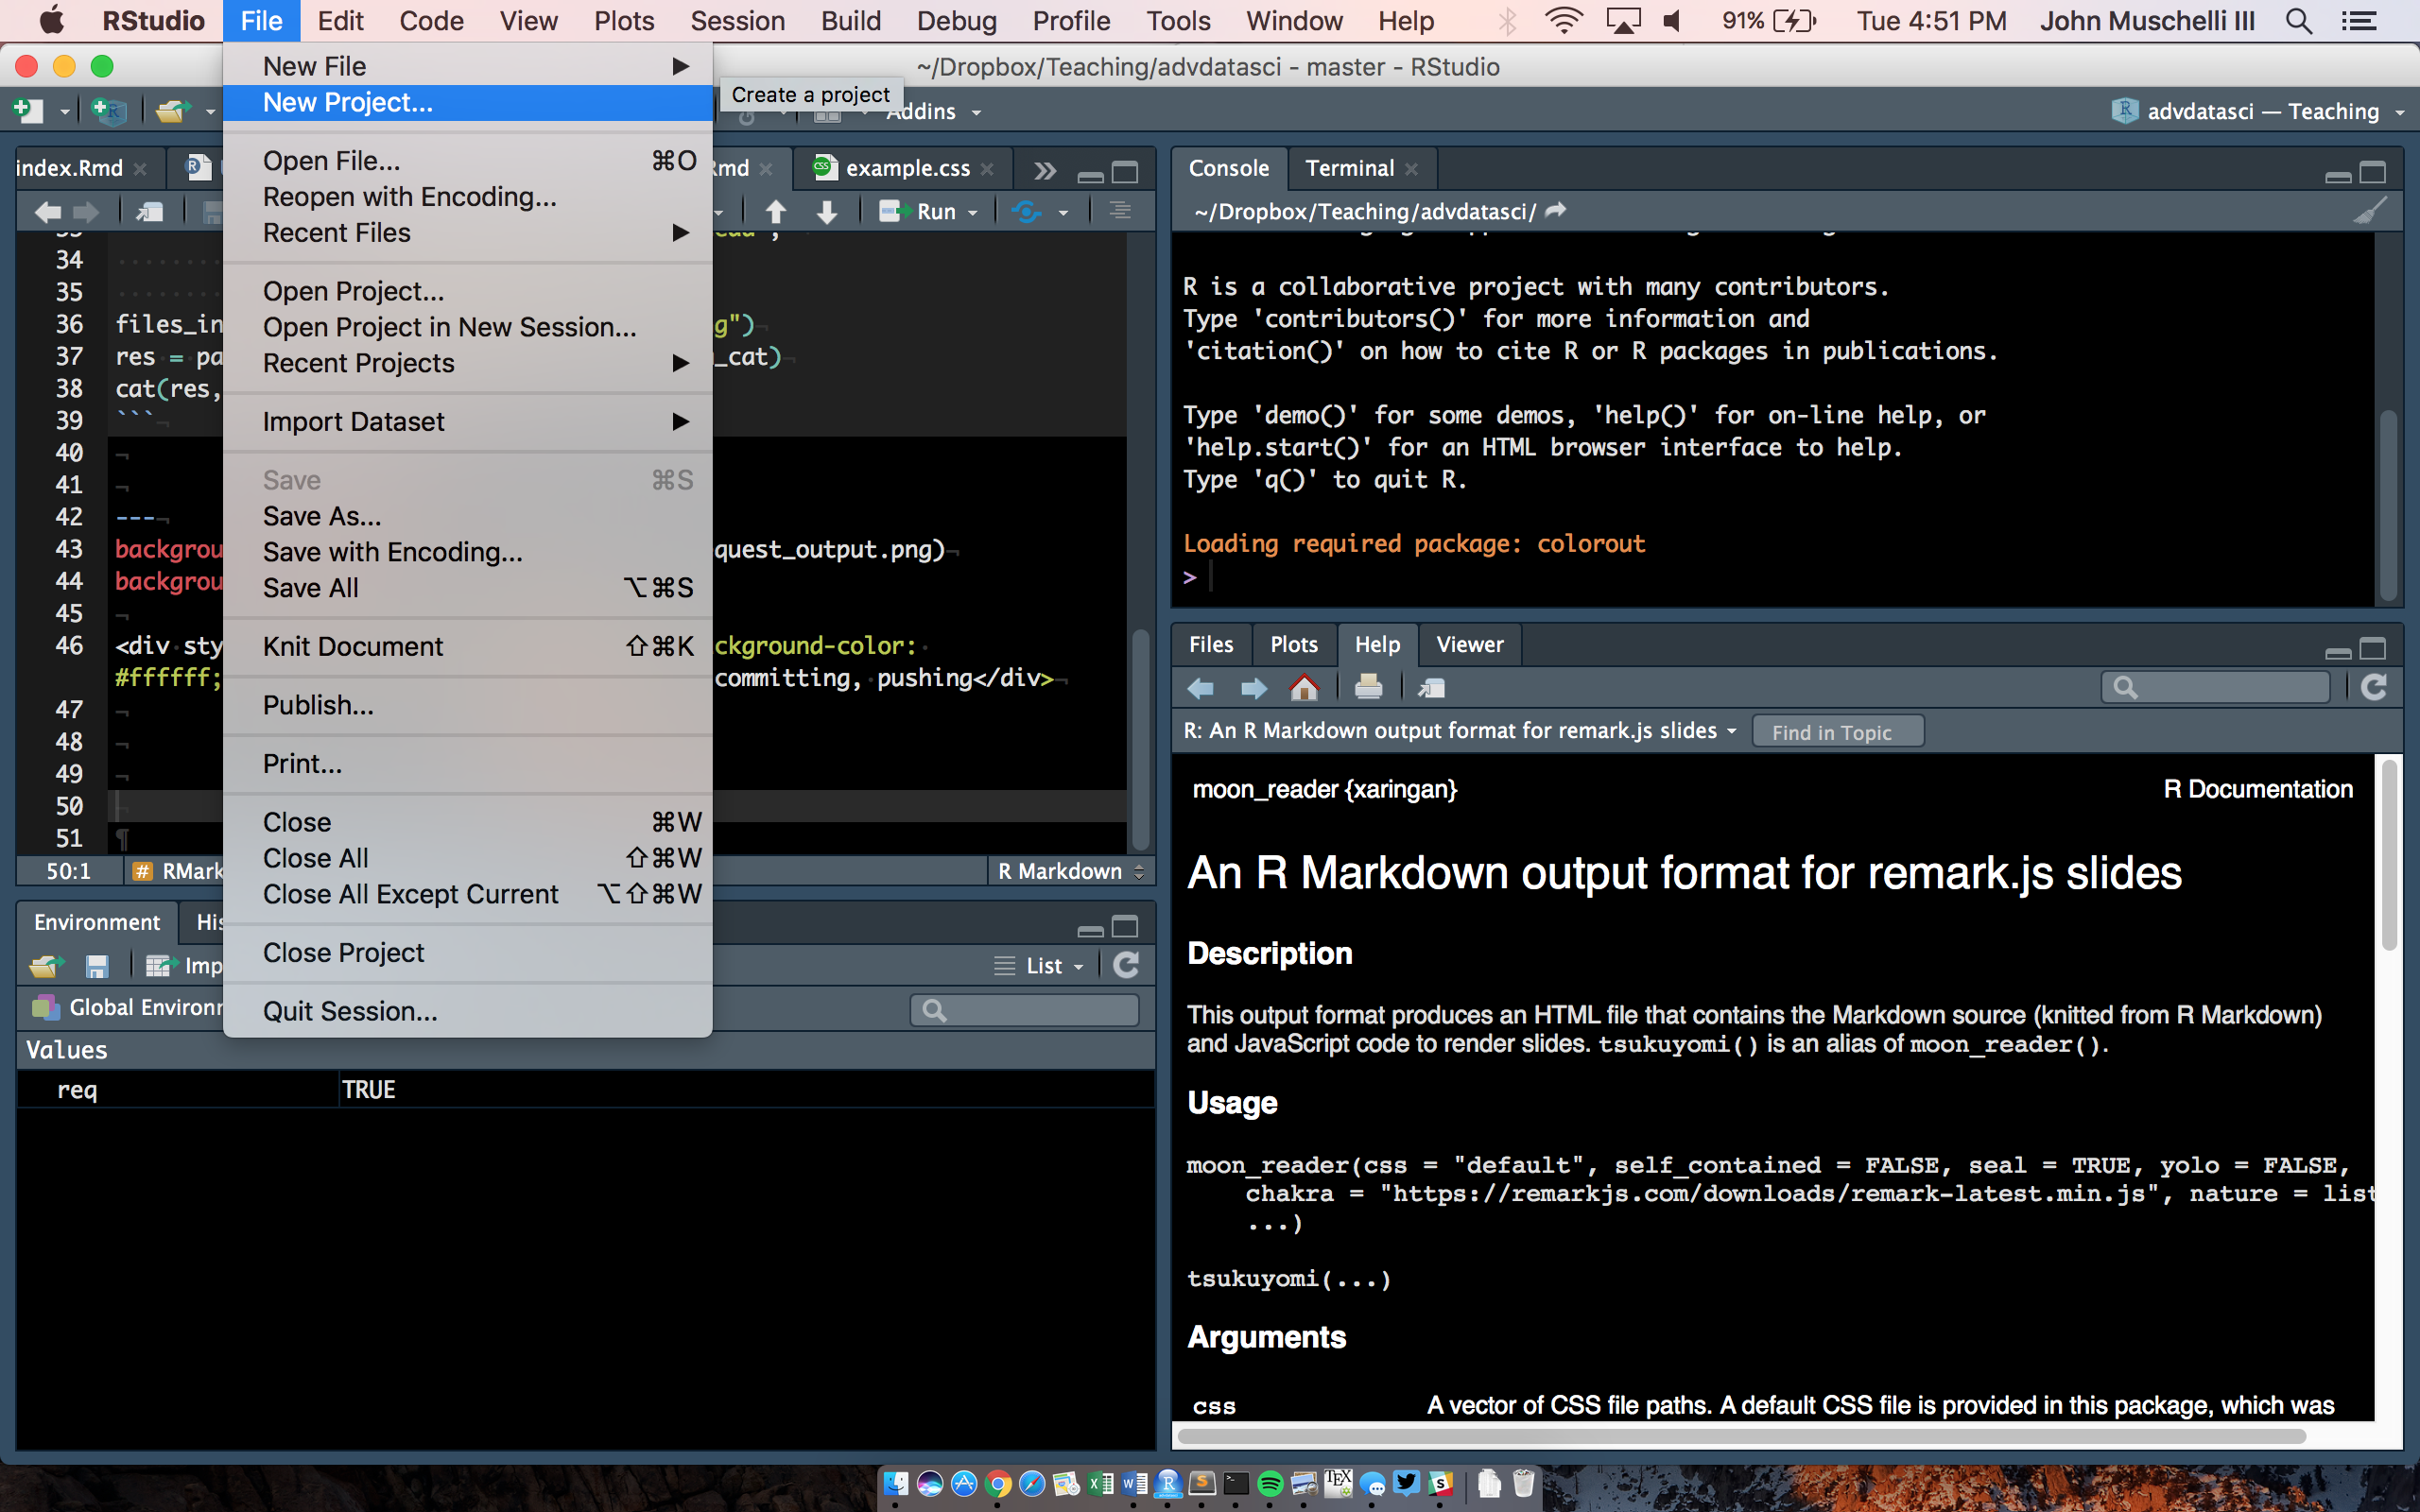 RStudio File Edit Code View Plots Session Build Debug Profile Tools Window Help 91% Tue 4:51 PM John Muschelli III
~/Dropbox/Teaching/advdatasci - master - RStudio
New File
New Project...
Create a project
Open File... ⌘O
Reopen with Encoding...
Recent Files
Open Project...
Open Project in New Session...
Recent Projects
Import Dataset
Save ⌘S
Save As...
Save with Encoding...
Save All ⌥⌘S
Knit Document ⇧⌘K
Publish...
Print...
Close ⌘W
Close All ⇧⌘W
Close All Except Current ⌥⇧⌘W
Close Project
Quit Session...
Addins
advdatasci — Teaching
index.Rmd
example.css
Run
34
35
36 files_in g")
37 res = pa _cat)
38 cat(res,
39 ```
40
41
42 ---
43 backgrou quest_output.png)
44 backgrou
45
46 <div sty ckground-color:
#ffffff; committing, pushing</div>
47
48
49
50
51
50:1 # RMark R Markdown
Environment His
Imp List
Global Environ
Values
req TRUE
Console Terminal
~/Dropbox/Teaching/advdatasci/
R is a collaborative project with many contributors.
Type 'contributors()' for more information and
'citation()' on how to cite R or R packages in publications.
Type 'demo()' for some demos, 'help()' for on-line help, or
'help.start()' for an HTML browser interface to help.
Type 'q()' to quit R.
Loading required package: colorout
>
Files Plots Help Viewer
R: An R Markdown output format for remark.js slides Find in Topic
moon_reader {xaringan} R Documentation
An R Markdown output format for remark.js slides
Description
This output format produces an HTML file that contains the Markdown source (knitted from R Markdown)
and JavaScript code to render slides. tsukuyomi() is an alias of moon_reader().
Usage
moon_reader(css = "default", self_contained = FALSE, seal = TRUE, yolo = FALSE,
chakra = "https://remarkjs.com/downloads/remark-latest.min.js", nature = list
...)
tsukuyomi(...)
Arguments
css A vector of CSS file paths. A default CSS file is provided in this package, which was